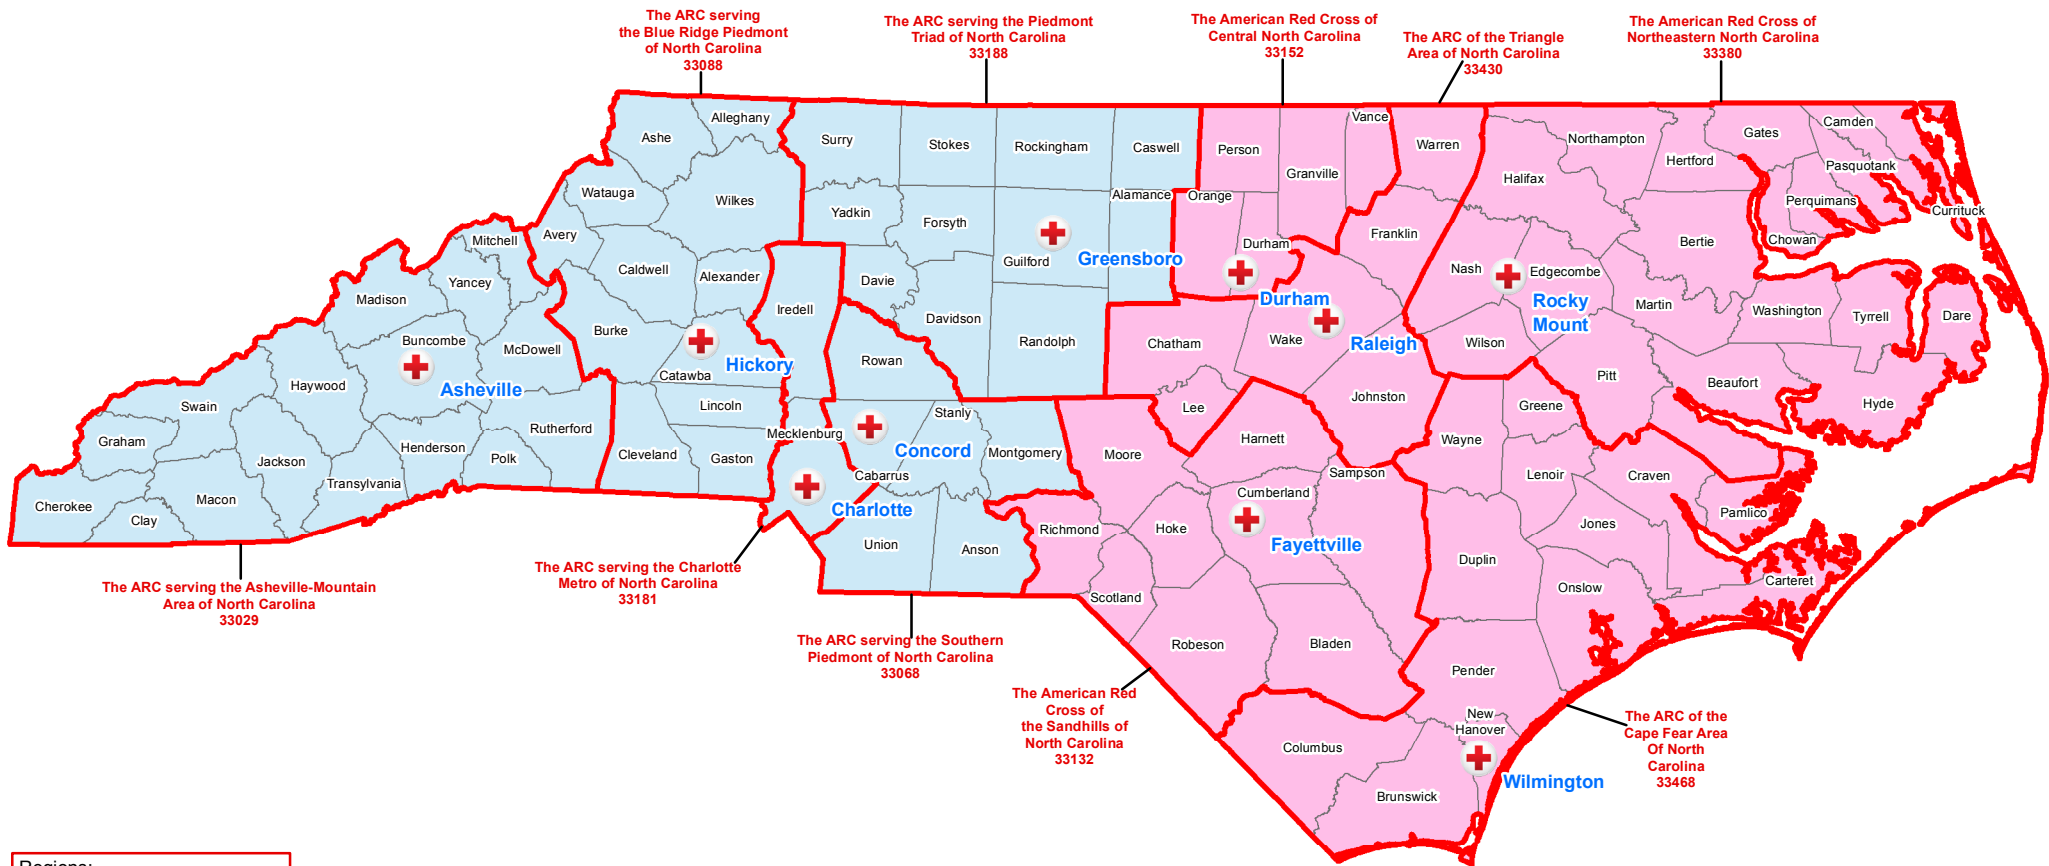 The ARC serving
the Blue Ridge Piedmont
of North Carolina
33088
The ARC serving the Piedmont
Triad of North Carolina
33188
The American Red Cross of
Central North Carolina
33152
The ARC of the Triangle
Area of North Carolina
33430
The American Red Cross of
Northeastern North Carolina
33380
Ashe
Alleghany
Surry
Stokes
Rockingham
Caswell
Person
Granville
Vance
Warren
Northampton
Hertford
Gates
Camden
Pasquotank
Perquimans
Currituck
Chowan
Halifax
Watauga
Wilkes
Yadkin
Forsyth
Guilford
Greensboro
Alamance
Orange
Durham
Durham
Franklin
Nash
Edgecombe
Rocky
Mount
Bertie
Martin
Washington
Tyrrell
Dare
Mitchell
Avery
Yancey
Caldwell
Alexander
Iredell
Davie
Davidson
Randolph
Chatham
Wake
Raleigh
Wilson
Pitt
Beaufort
Hyde
Madison
Buncombe
Asheville
McDowell
Burke
Catawba
Hickory
Rowan
Lee
Johnston
Greene
Wayne
Haywood
Swain
Graham
Cherokee
Clay
Macon
Jackson
Transylvania
Henderson
Polk
Rutherford
Cleveland
Lincoln
Gaston
Mecklenburg
Charlotte
Stanly
Concord
Cabarrus
Montgomery
Moore
Harnett
Sampson
Lenoir
Craven
Pamlico
Jones
Carteret
Onslow
Duplin
Cumberland
Fayettville
Hoke
Richmond
Scotland
Union
Anson
Robeson
Bladen
Pender
New
Hanover
Wilmington
Columbus
Brunswick
The ARC serving the Asheville-Mountain
Area of North Carolina
33029
The ARC serving the Charlotte
Metro of North Carolina
33181
The ARC serving the Southern
Piedmont of North Carolina
33068
The American Red
Cross of
the Sandhills of
North Carolina
33132
The ARC of the
Cape Fear Area
Of North
Carolina
33468
Regions: